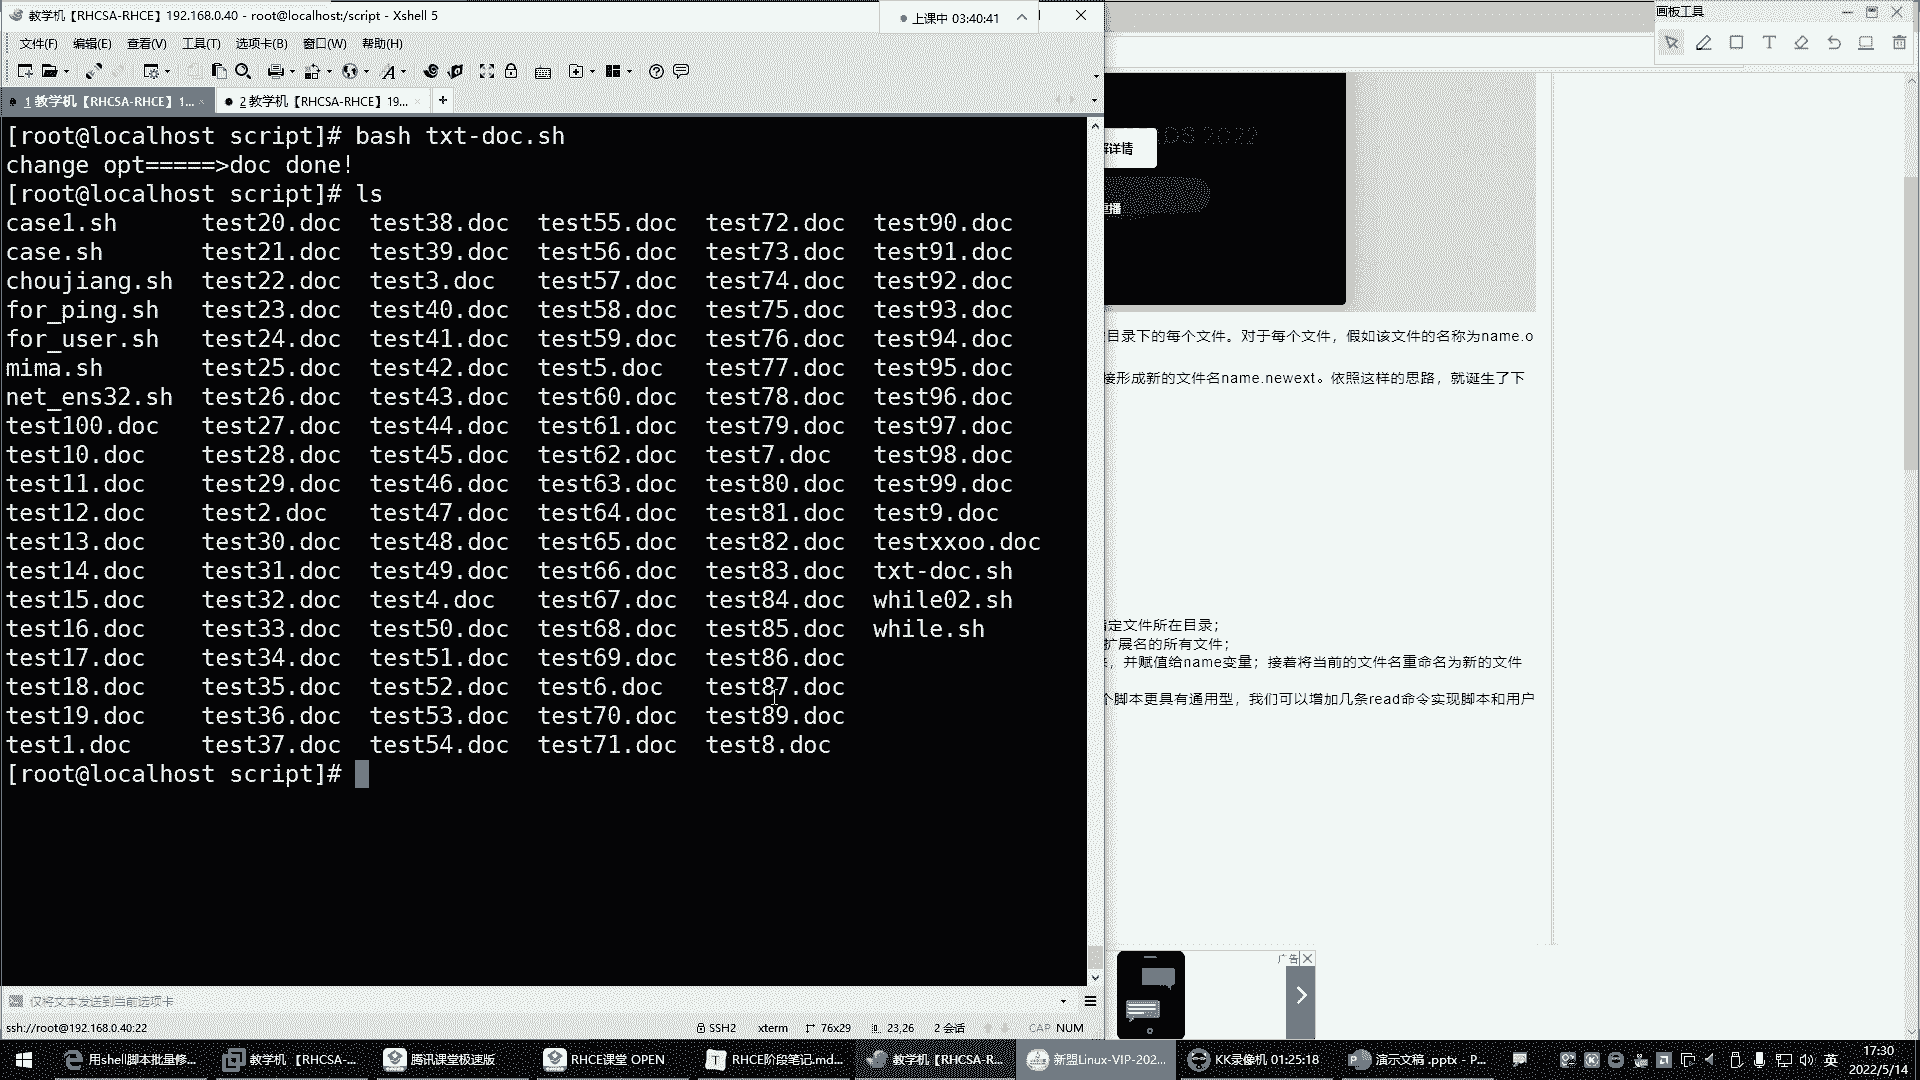 教学机【RHCSA-RHCE】192.168.0.40 - root@localhost:/script - Xshell 5
上课中 03:40:41
画板工具
文件(F) 编辑(E) 查看(V) 工具(T) 选项卡(B) 窗口(W) 帮助(H)
1 教学机【RHCSA-RHCE】1...
2 教学机【RHCSA-RHCE】19...
[root@localhost script]# bash txt-doc.sh
change opt=====>doc done!
[root@localhost script]# ls
case1.sh test20.doc test38.doc test55.doc test72.doc test90.doc
case.sh test21.doc test39.doc test56.doc test73.doc test91.doc
choujiang.sh test22.doc test3.doc test57.doc test74.doc test92.doc
for_ping.sh test23.doc test40.doc test58.doc test75.doc test93.doc
for_user.sh test24.doc test41.doc test59.doc test76.doc test94.doc
mima.sh test25.doc test42.doc test5.doc test77.doc test95.doc
net_ens32.sh test26.doc test43.doc test60.doc test78.doc test96.doc
test100.doc test27.doc test44.doc test61.doc test79.doc test97.doc
test10.doc test28.doc test45.doc test62.doc test7.doc test98.doc
test11.doc test29.doc test46.doc test63.doc test80.doc test99.doc
test12.doc test2.doc test47.doc test64.doc test81.doc test9.doc
test13.doc test30.doc test48.doc test65.doc test82.doc testxxoo.doc
test14.doc test31.doc test49.doc test66.doc test83.doc txt-doc.sh
test15.doc test32.doc test4.doc test67.doc test84.doc while02.sh
test16.doc test33.doc test50.doc test68.doc test85.doc while.sh
test17.doc test34.doc test51.doc test69.doc test86.doc
test18.doc test35.doc test52.doc test6.doc test87.doc
test19.doc test36.doc test53.doc test70.doc test89.doc
test1.doc test37.doc test54.doc test71.doc test8.doc
[root@localhost script]#
DS 2022
详情
直播
目录下的每个文件。对于每个文件，假如该文件的名称为name.o
接形成新的文件名name.newext。依照这样的思路，就诞生了下
定文件所在目录；
扩展名的所有文件；
，并赋值给name变量；接着将当前的文件名重命名为新的文件
个脚本更具有通用型，我们可以增加几条read命令实现脚本和用户
广告
仅将文本发送到当前选项卡
ssh://root@192.168.0.40:22 SSH2 xterm 76x29 23,26 2 会话 CAP NUM
用shell脚本批量修... 教学机 【RHCSA-... 腾讯课堂极速版 RHCE课堂 OPEN RHCE阶段笔记.md... 教学机【RHCSA-R... 新盟Linux-VIP-202... KK录像机 01:25:18 演示文稿 .pptx - P... 英 17:30
2022/5/14